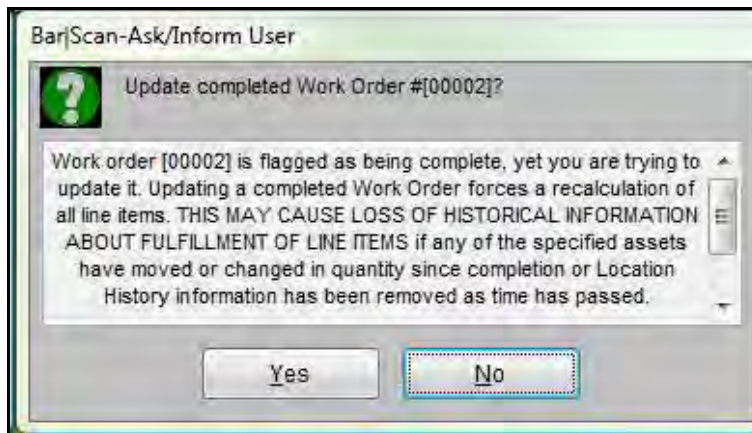 Bar|Scan-Ask/Inform User
Update completed Work Order #[00002]?
Work order [00002] is flagged as being complete, yet you are trying to
update it. Updating a completed Work Order forces a recalculation of
all line items. THIS MAY CAUSE LOSS OF HISTORICAL INFORMATION
ABOUT FULFILLMENT OF LINE ITEMS if any of the specified assets
have moved or changed in quantity since completion or Location
History information has been removed as time has passed.
Yes
No